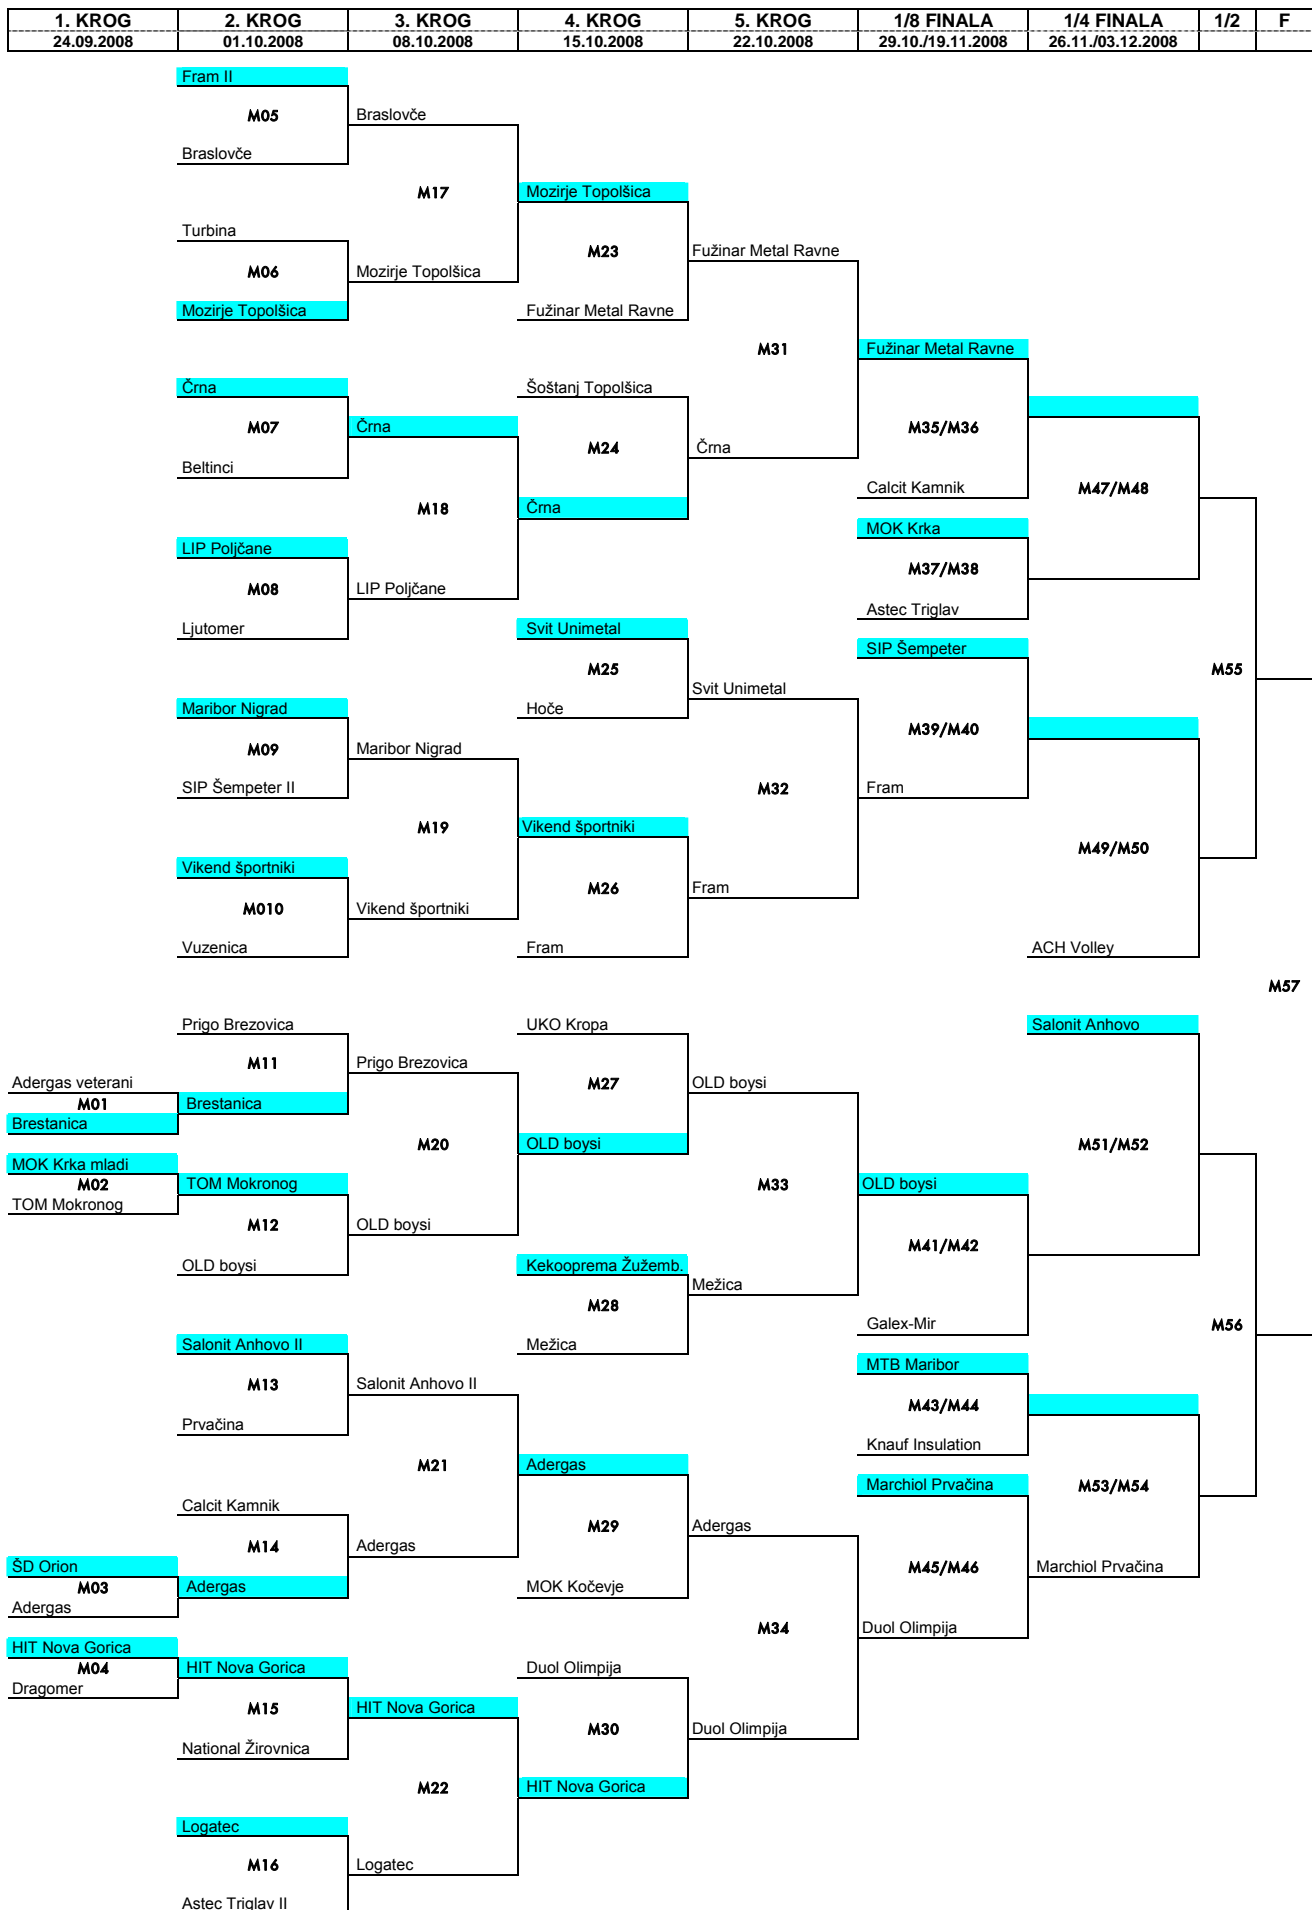 1. KROG 2. KROG 3. KROG 4. KROG 5. KROG 1/8 FINALA 1/4 FINALA 1/2 F
24.09.2008 01.10.2008 08.10.2008 15.10.2008 22.10.2008 29.10./19.11.2008 26.11./03.12.2008
Fram II
M05 Braslovče
Braslovče
M17 Mozirje Topolšica
Turbina
M23 Fužinar Metal Ravne
M06 Mozirje Topolšica
Mozirje Topolšica Fužinar Metal Ravne
M31 Fužinar Metal Ravne
Črna Šoštanj Topolšica
M07 Črna M35/M36
M24 Črna
Beltinci Calcit Kamnik M47/M48
M18 Črna
MOK Krka
LIP Poljčane
M37/M38
M08 LIP Poljčane
Astec Triglav
Ljutomer Svit Unimetal
SIP Šempeter
M25 M55
Svit Unimetal
Maribor Nigrad Hoče
M39/M40
M09 Maribor Nigrad
SIP Šempeter II M32 Fram
M19 Vikend športniki
M49/M50
Vikend športniki
M26 Fram
M010 Vikend športniki
Vuzenica Fram ACH Volley
M57
Prigo Brezovica UKO Kropa Salonit Anhovo
M11 Prigo Brezovica
Adergas veterani M27 OLD boysi
M01 Brestanica
Brestanica
M20 OLD boysi M51/M52
MOK Krka mladi
M02 TOM Mokronog M33 OLD boysi
TOM Mokronog
M12 OLD boysi
M41/M42
OLD boysi Kekooprema Žužemb.
Mežica
M28
Galex-Mir M56
Salonit Anhovo II Mežica
MTB Maribor
M13 Salonit Anhovo II
M43/M44
Prvačina
Knauf Insulation
M21 Adergas
Marchiol Prvačina M53/M54
Calcit Kamnik
M29 Adergas
M14 Adergas
ŠD Orion M45/M46 Marchiol Prvačina
M03 Adergas MOK Kočevje
Adergas
M34 Duol Olimpija
HIT Nova Gorica
M04 HIT Nova Gorica Duol Olimpija
Dragomer
M15 HIT Nova Gorica
M30 Duol Olimpija
National Žirovnica
M22 HIT Nova Gorica
Logatec
M16 Logatec
Astec Triglav II